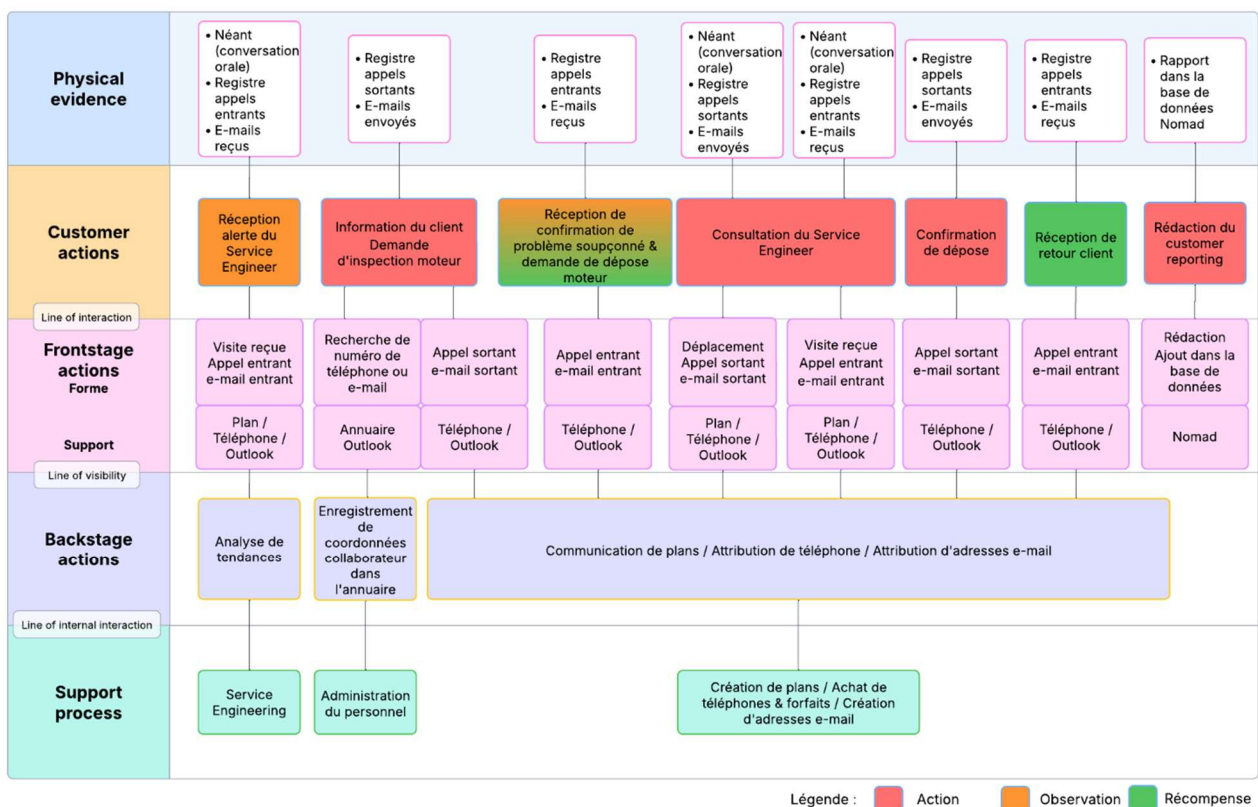 Physical
evidence
• Néant
(conversation
orale)
• Registre
appels
entrants
• E-mails
reçus
• Registre
appels
sortants
• E-mails
envoyés
• Registre
appels
entrants
• E-mails
reçus
• Néant
(conversation
orale)
• Registre
appels
sortants
• E-mails
envoyés
• Néant
(conversation
orale)
• Registre
appels
entrants
• E-mails
reçus
• Registre
appels
sortants
• E-mails
envoyés
• Registre
appels
entrants
• E-mails
reçus
• Rapport
dans la
base de
données
Nomad
Customer
actions
Réception
alerte du
Service
Engineer
Information du client
Demande
d'inspection moteur
Réception de
confirmation de
problème soupçonné &
demande de dépose
moteur
Consultation du Service
Engineer
Confirmation
de dépose
Réception de
retour client
Rédaction du
customer
reporting
Line of interaction
Frontstage
actions
Forme
Visite reçue
Appel entrant
e-mail entrant
Recherche de
numéro de
téléphone ou
e-mail
Appel sortant
e-mail sortant
Appel entrant
e-mail entrant
Déplacement
Appel sortant
e-mail sortant
Visite reçue
Appel entrant
e-mail entrant
Appel sortant
e-mail sortant
Appel entrant
e-mail entrant
Rédaction
Ajout dans la
base de
données
Support
Plan /
Téléphone /
Outlook
Annuaire
Outlook
Téléphone /
Outlook
Téléphone /
Outlook
Plan /
Téléphone /
Outlook
Plan /
Téléphone /
Outlook
Téléphone /
Outlook
Téléphone /
Outlook
Nomad
Line of visibility
Backstage
actions
Analyse de
tendances
Enregistrement
de
coordonnées
collaborateur
dans
l'annuaire
Communication de plans / Attribution de téléphone / Attribution d'adresses e-mail
Line of internal interaction
Support
process
Service
Engineering
Administration
du personnel
Création de plans / Achat de
téléphones & forfaits / Création
d'adresses e-mail
Légende :
Action
Observation
Récompense